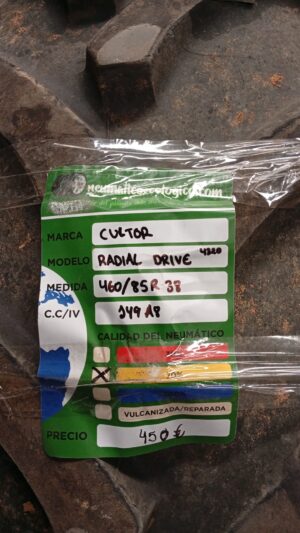 neumaticosecologicos.com
MARCA CULTOR
MODELO RADIAL DRIVE 4320
MEDIDA 460/85R 38
C.C/IV 149 A8
CALIDAD DEL NEUMÁTICO
X
VULCANIZADA/REPARADA
PRECIO 450 €